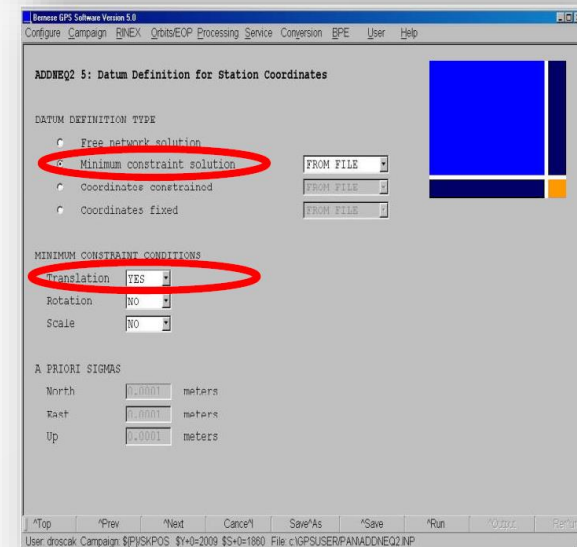 Bernese GPS Software Version 5.0
Configure Campaign RINEX Orbits/EOP Processing Service Conversion BPE User Help
ADDNEQ2 5: Datum Definition for Station Coordinates
DATUM DEFINITION TYPE
Free network solution
Minimum constraint solution FROM FILE
Coordinates constrained FROM FILE
Coordinates fixed FROM FILE
MINIMUM CONSTRAINT CONDITIONS
Translation YES
Rotation NO
Scale NO
A PRIORI SIGMAS
North 0.0001 meters
East 0.0001 meters
Up 0.0001 meters
^Top ^Prev ^Next Cance^l Save^As ^Save ^Run ^Output
User: droscak Campaign: $(P)/SKPOS $Y+0=2009 $S+0=1860 File: c:\GPSUSER\PAN\ADDNEQ2.INP